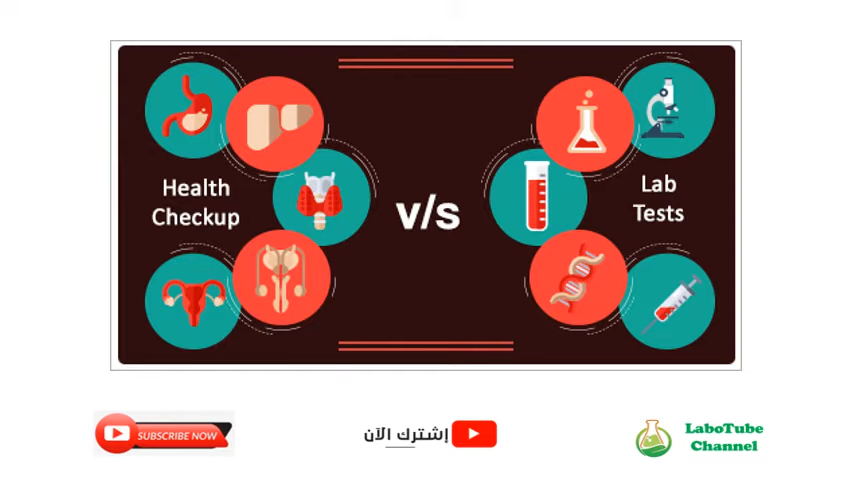 Health
Checkup
v/s
Lab
Tests
SUBSCRIBE NOW
إشترك الآن
LaboTube
Channel